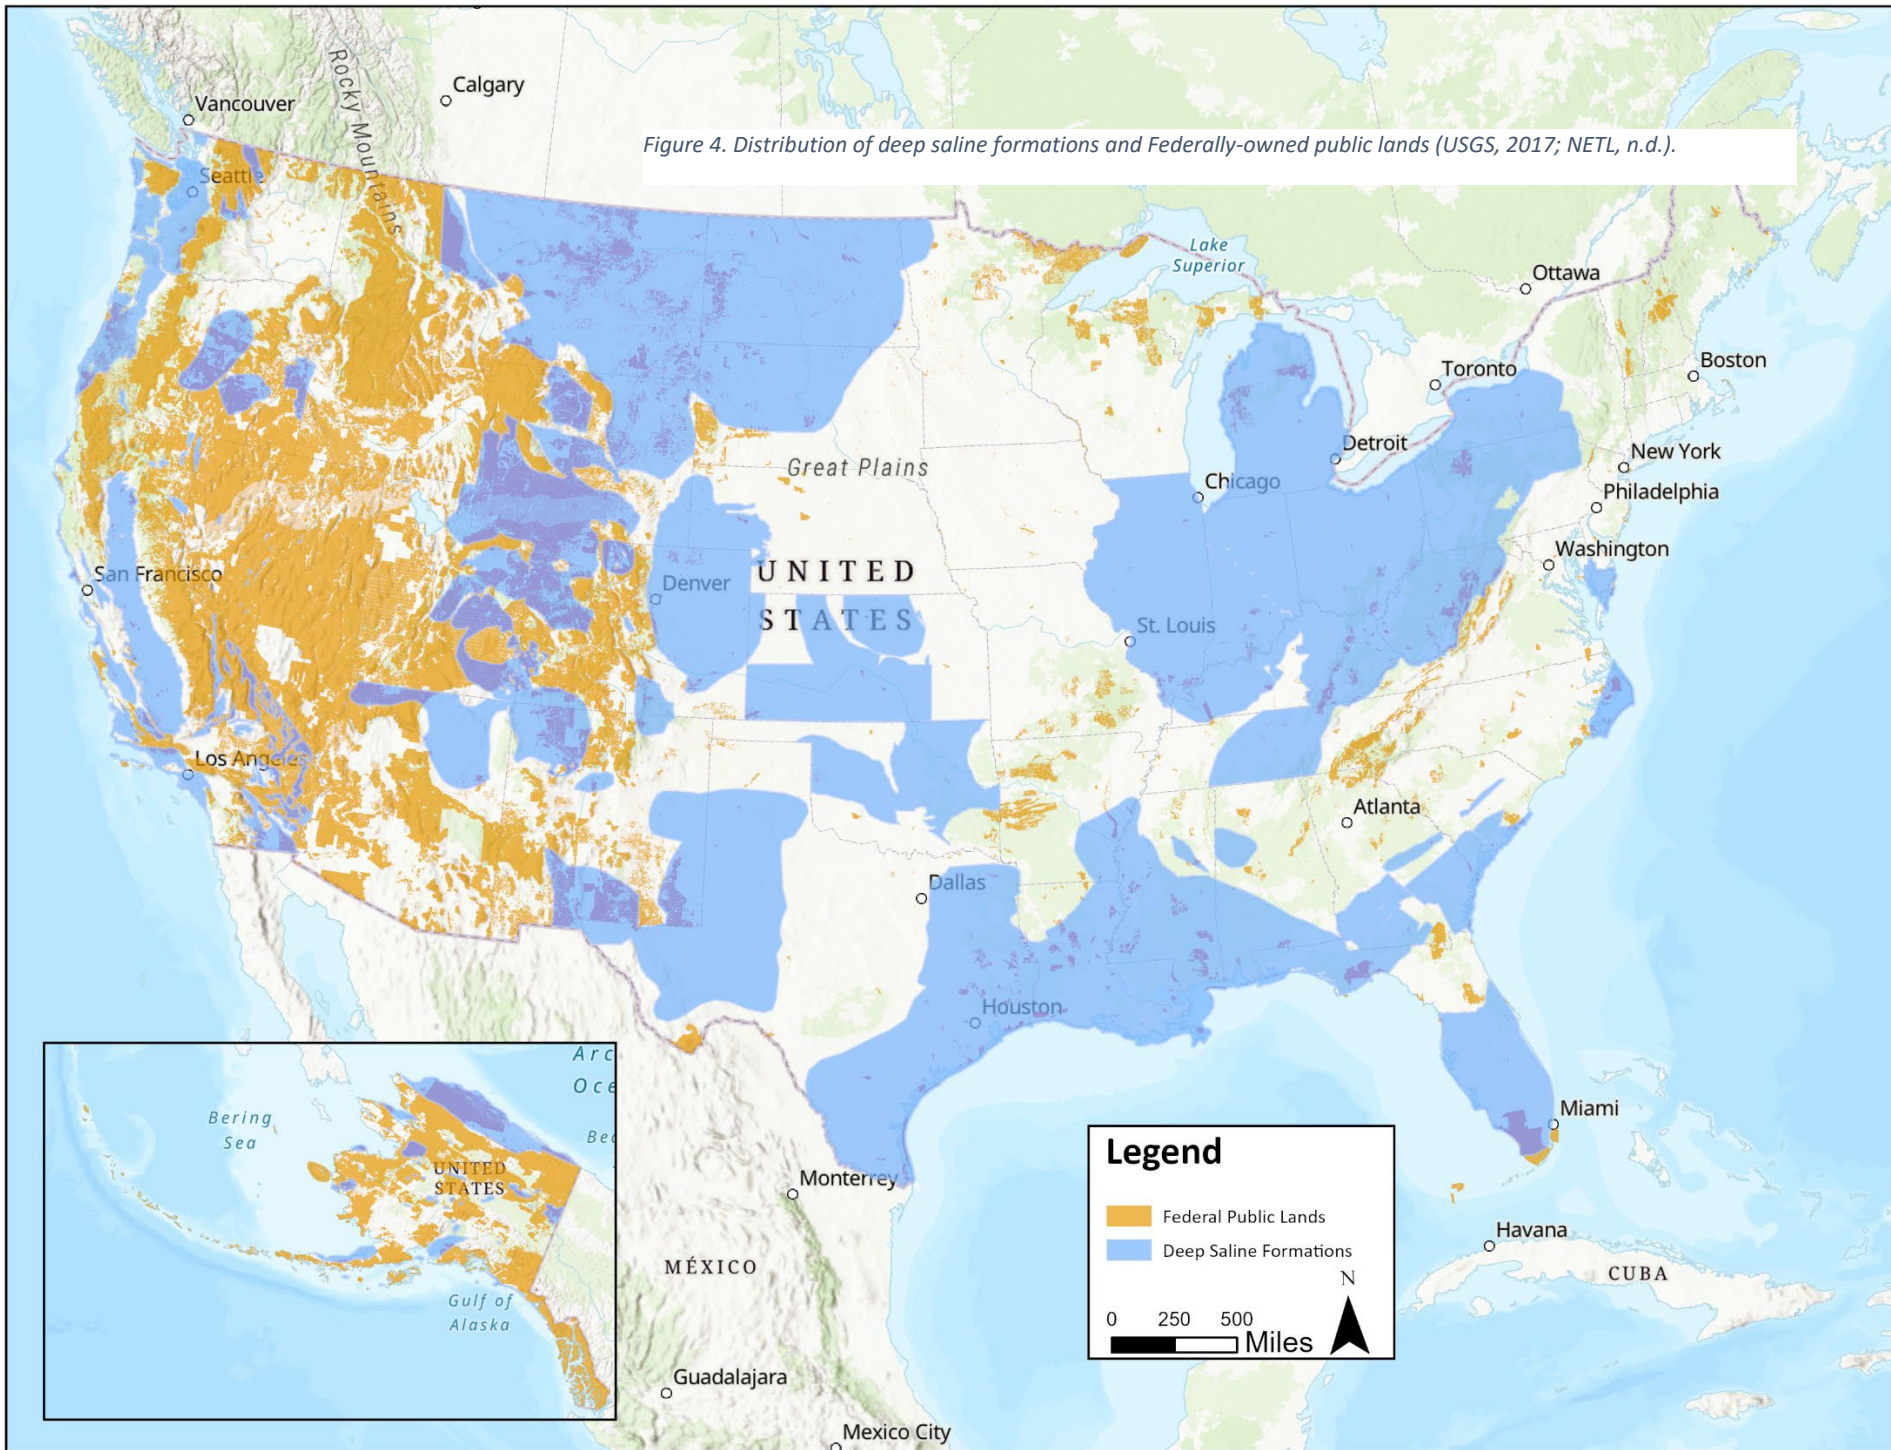 Calgary
Vancouver
Rocky Mountains
Figure 4. Distribution of deep saline formations and Federally-owned public lands (USGS, 2017; NETL, n.d.).
Seattle
Lake
Superior
Ottawa
Toronto
Boston
Detroit
New York
Great Plains
Chicago
Philadelphia
Washington
San Francisco
Denver
UNITED
STATES
St. Louis
Los Angeles
Atlanta
Dallas
Houston
Miami
Monterrey
Havana
CUBA
MÉXICO
Guadalajara
Mexico City
Arc
Oce
Bering
Sea
Bea
UNITED
STATES
Gulf of
Alaska
Legend
Federal Public Lands
Deep Saline Formations
N
0 250 500
Miles